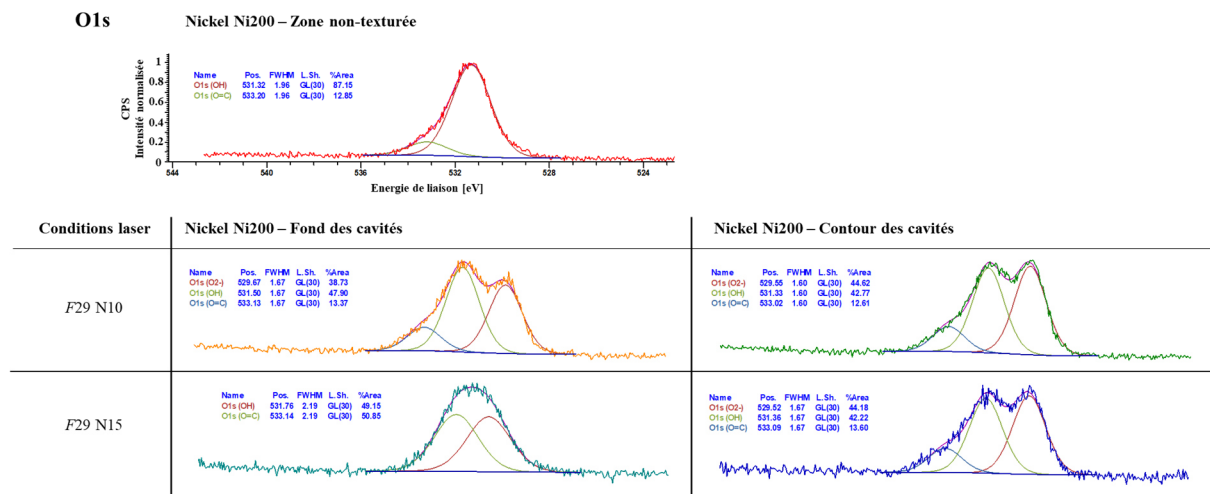 O1s
Nickel Ni200 – Zone non-texturée
Name Pos. FWHM L.Sh. %Area
O1s (OH) 531.32 1.96 GL(30) 87.15
O1s (O=C) 533.20 1.96 GL(30) 12.85
CPS
Intensité normalisée
1
0.8
0.6
0.4
0.2
0
544 540 536 532 528 524
Energie de liaison [eV]
Conditions laser
Nickel Ni200 – Fond des cavités
Nickel Ni200 – Contour des cavités
F29 N10
Name Pos. FWHM L.Sh. %Area
O1s (O2-) 529.67 1.67 GL(30) 38.73
O1s (OH) 531.50 1.67 GL(30) 47.90
O1s (O=C) 533.13 1.67 GL(30) 13.37
Name Pos. FWHM L.Sh. %Area
O1s (O2-) 529.55 1.60 GL(30) 44.62
O1s (OH) 531.33 1.60 GL(30) 42.77
O1s (O=C) 533.02 1.60 GL(30) 12.61
F29 N15
Name Pos. FWHM L.Sh. %Area
O1s (OH) 531.76 2.19 GL(30) 49.15
O1s (O=C) 533.14 2.19 GL(30) 50.85
Name Pos. FWHM L.Sh. %Area
O1s (O2-) 529.52 1.67 GL(30) 44.18
O1s (OH) 531.36 1.67 GL(30) 42.22
O1s (O=C) 533.09 1.67 GL(30) 13.60